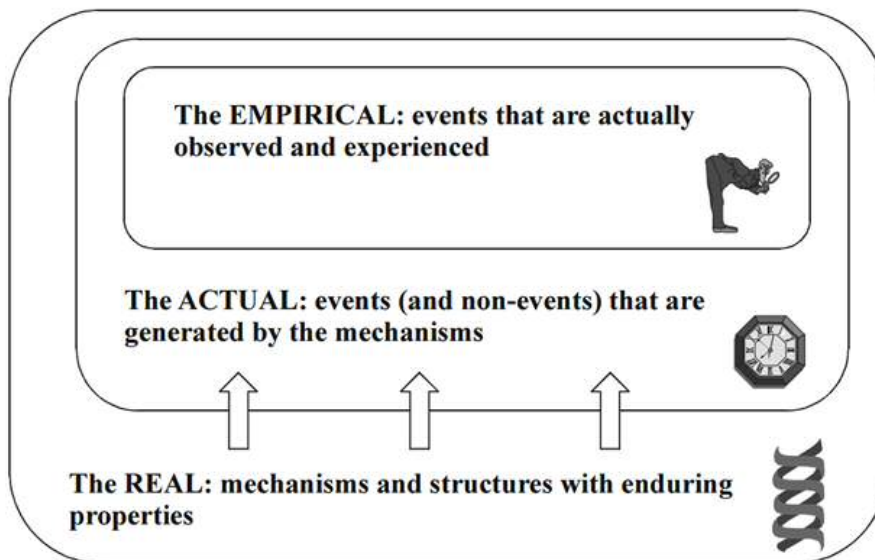 The EMPIRICAL: events that are actually
observed and experienced
The ACTUAL: events (and non-events) that are
generated by the mechanisms
The REAL: mechanisms and structures with enduring
properties